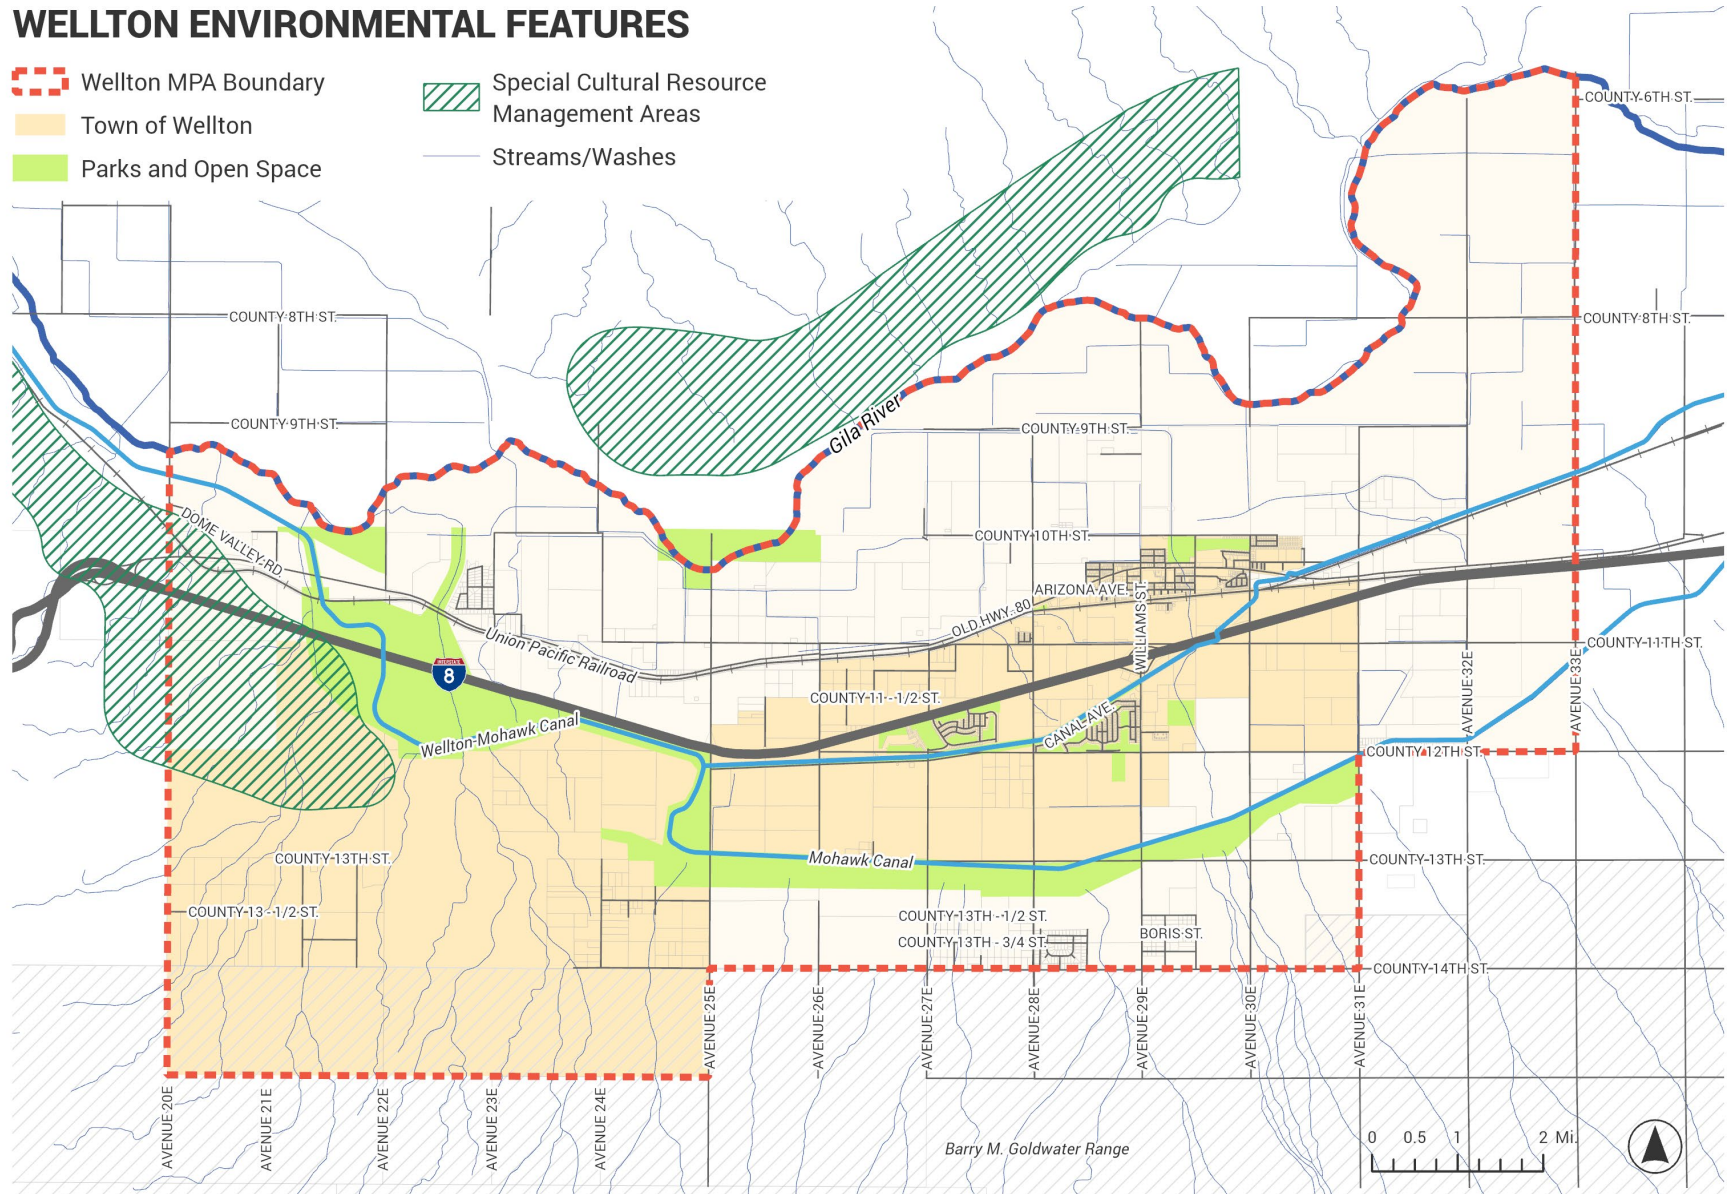 WELLTON ENVIRONMENTAL FEATURES
Wellton MPA Boundary
Town of Wellton
Parks and Open Space
Special Cultural Resource
Management Areas
Streams/Washes
COUNTY 6TH ST.
COUNTY 8TH ST.
COUNTY 8TH ST.
COUNTY 9TH ST.
COUNTY 9TH ST.
Gila River
DOME VALLEY RD
COUNTY 10TH ST.
ARIZONA AVE.
OLD HWY. 80
WILLIAMS ST.
Union Pacific Railroad
INTERSTATE
8
COUNTY 11TH ST.
COUNTY 11 - 1/2 ST.
AVENUE 32E
AVENUE 33E
CANAL AVE.
Wellton-Mohawk Canal
COUNTY 12TH ST.
Mohawk Canal
COUNTY 13TH ST.
COUNTY 13TH ST.
COUNTY 13 - 1/2 ST.
COUNTY 13TH - 1/2 ST.
COUNTY 13TH - 3/4 ST.
BORIS ST.
COUNTY 14TH ST.
AVENUE 20E
AVENUE 21E
AVENUE 22E
AVENUE 23E
AVENUE 24E
AVENUE 25E
AVENUE 26E
AVENUE 27E
AVENUE 28E
AVENUE 29E
AVENUE 30E
AVENUE 31E
Barry M. Goldwater Range
0 0.5 1 2 Mi.